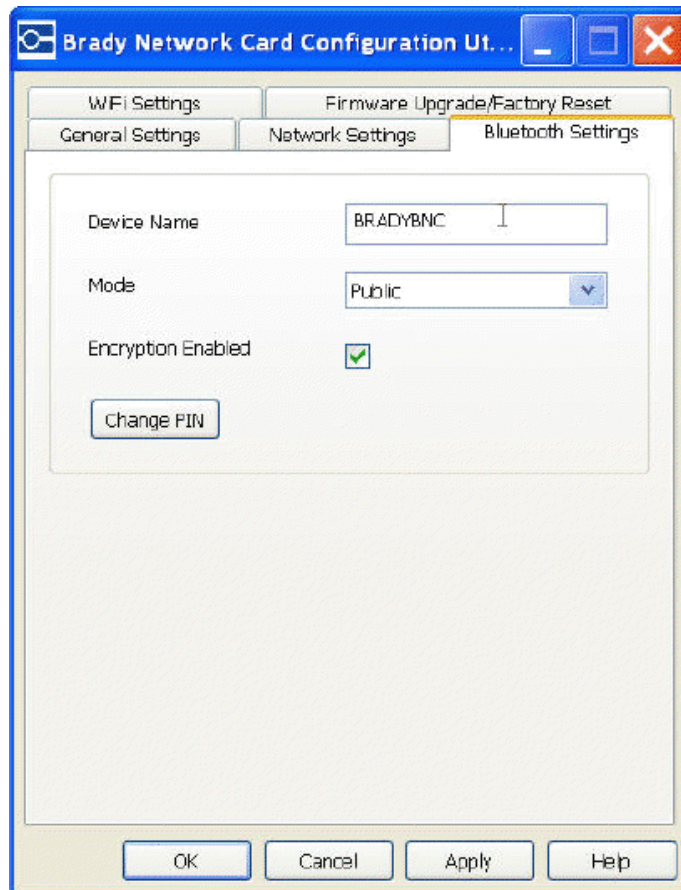 Brady Network Card Configuration Ut...
WiFi Settings
Firmware Upgrade/Factory Reset
General Settings
Network Settings
Bluetooth Settings
Device Name
BRADYBNC
Mode
Public
Encryption Enabled
Change PIN
OK
Cancel
Apply
Help